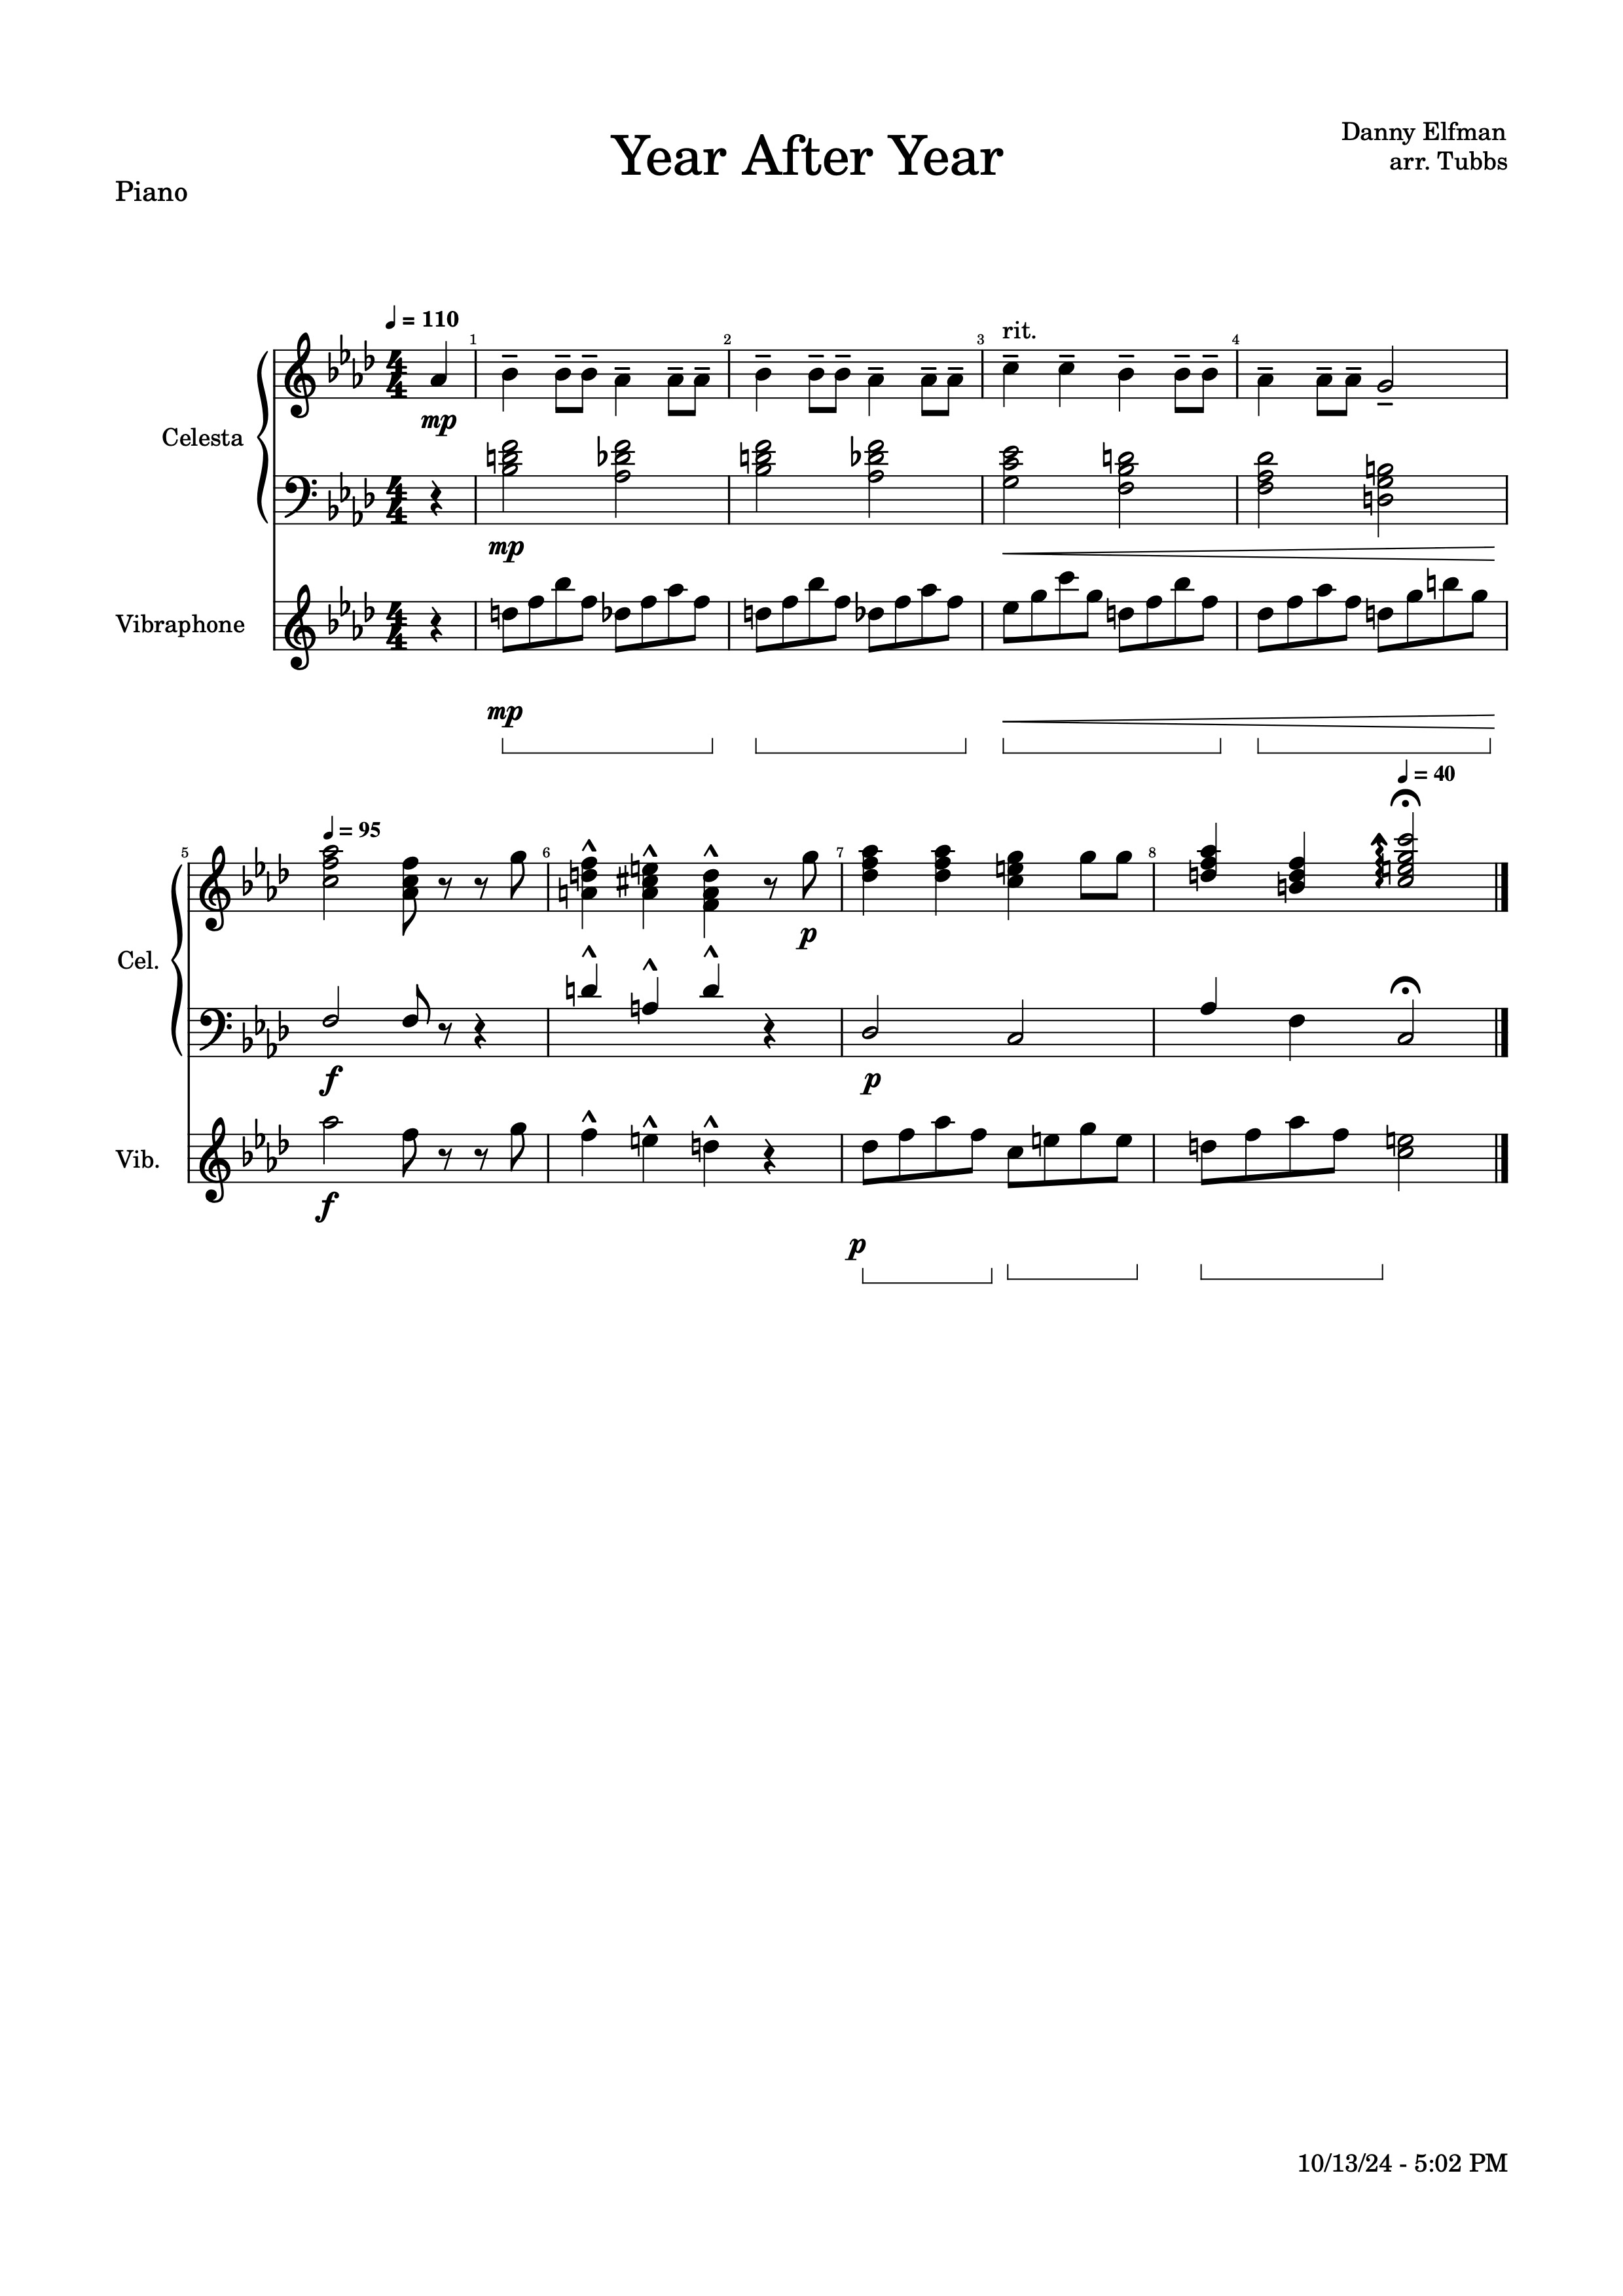 Year After Year
Danny Elfman
arr. Tubbs
Piano
= 110
1
2
3
rit.
4
Celesta
mp
mp
Vibraphone
mp
= 40
= 95
5
6
7
8
p
Cel.
f
p
Vib.
f
p
10/13/24 - 5:02 PM